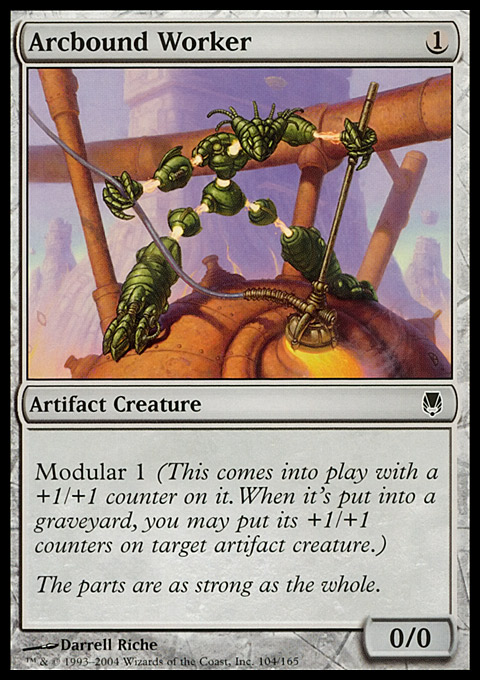 Arcbound Worker 1
Artifact Creature
Modular 1 (This comes into play with a
+1/+1 counter on it. When it's put into a
graveyard, you may put its +1/+1
counters on target artifact creature.)
The parts are as strong as the whole.
Darrell Riche
0/0
™ & © 1993–2004 Wizards of the Coast, Inc. 104/165